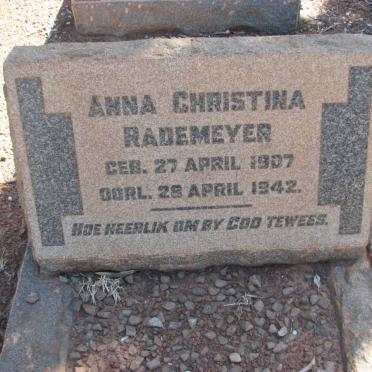 ANNA CHRISTINA
RADEMEYER
GEB. 27 APRIL 1907
OORL. 28 APRIL 1942.
HOE HEERLIK OM BY GOD TEWEES.